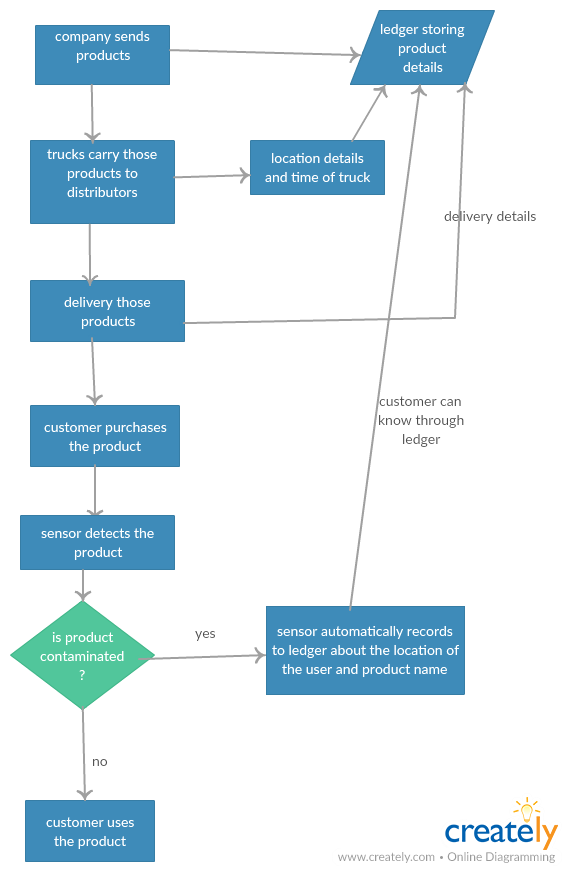 company sends
products
ledger storing
product
details
trucks carry those
products to
distributors
location details
and time of truck
delivery details
delivery those
products
customer can
know through
ledger
customer purchases
the product
sensor detects the
product
is product
contaminated
?
yes
sensor automatically records
to ledger about the location of
the user and product name
no
customer uses
the product
creately
www.creately.com • Online Diagramming